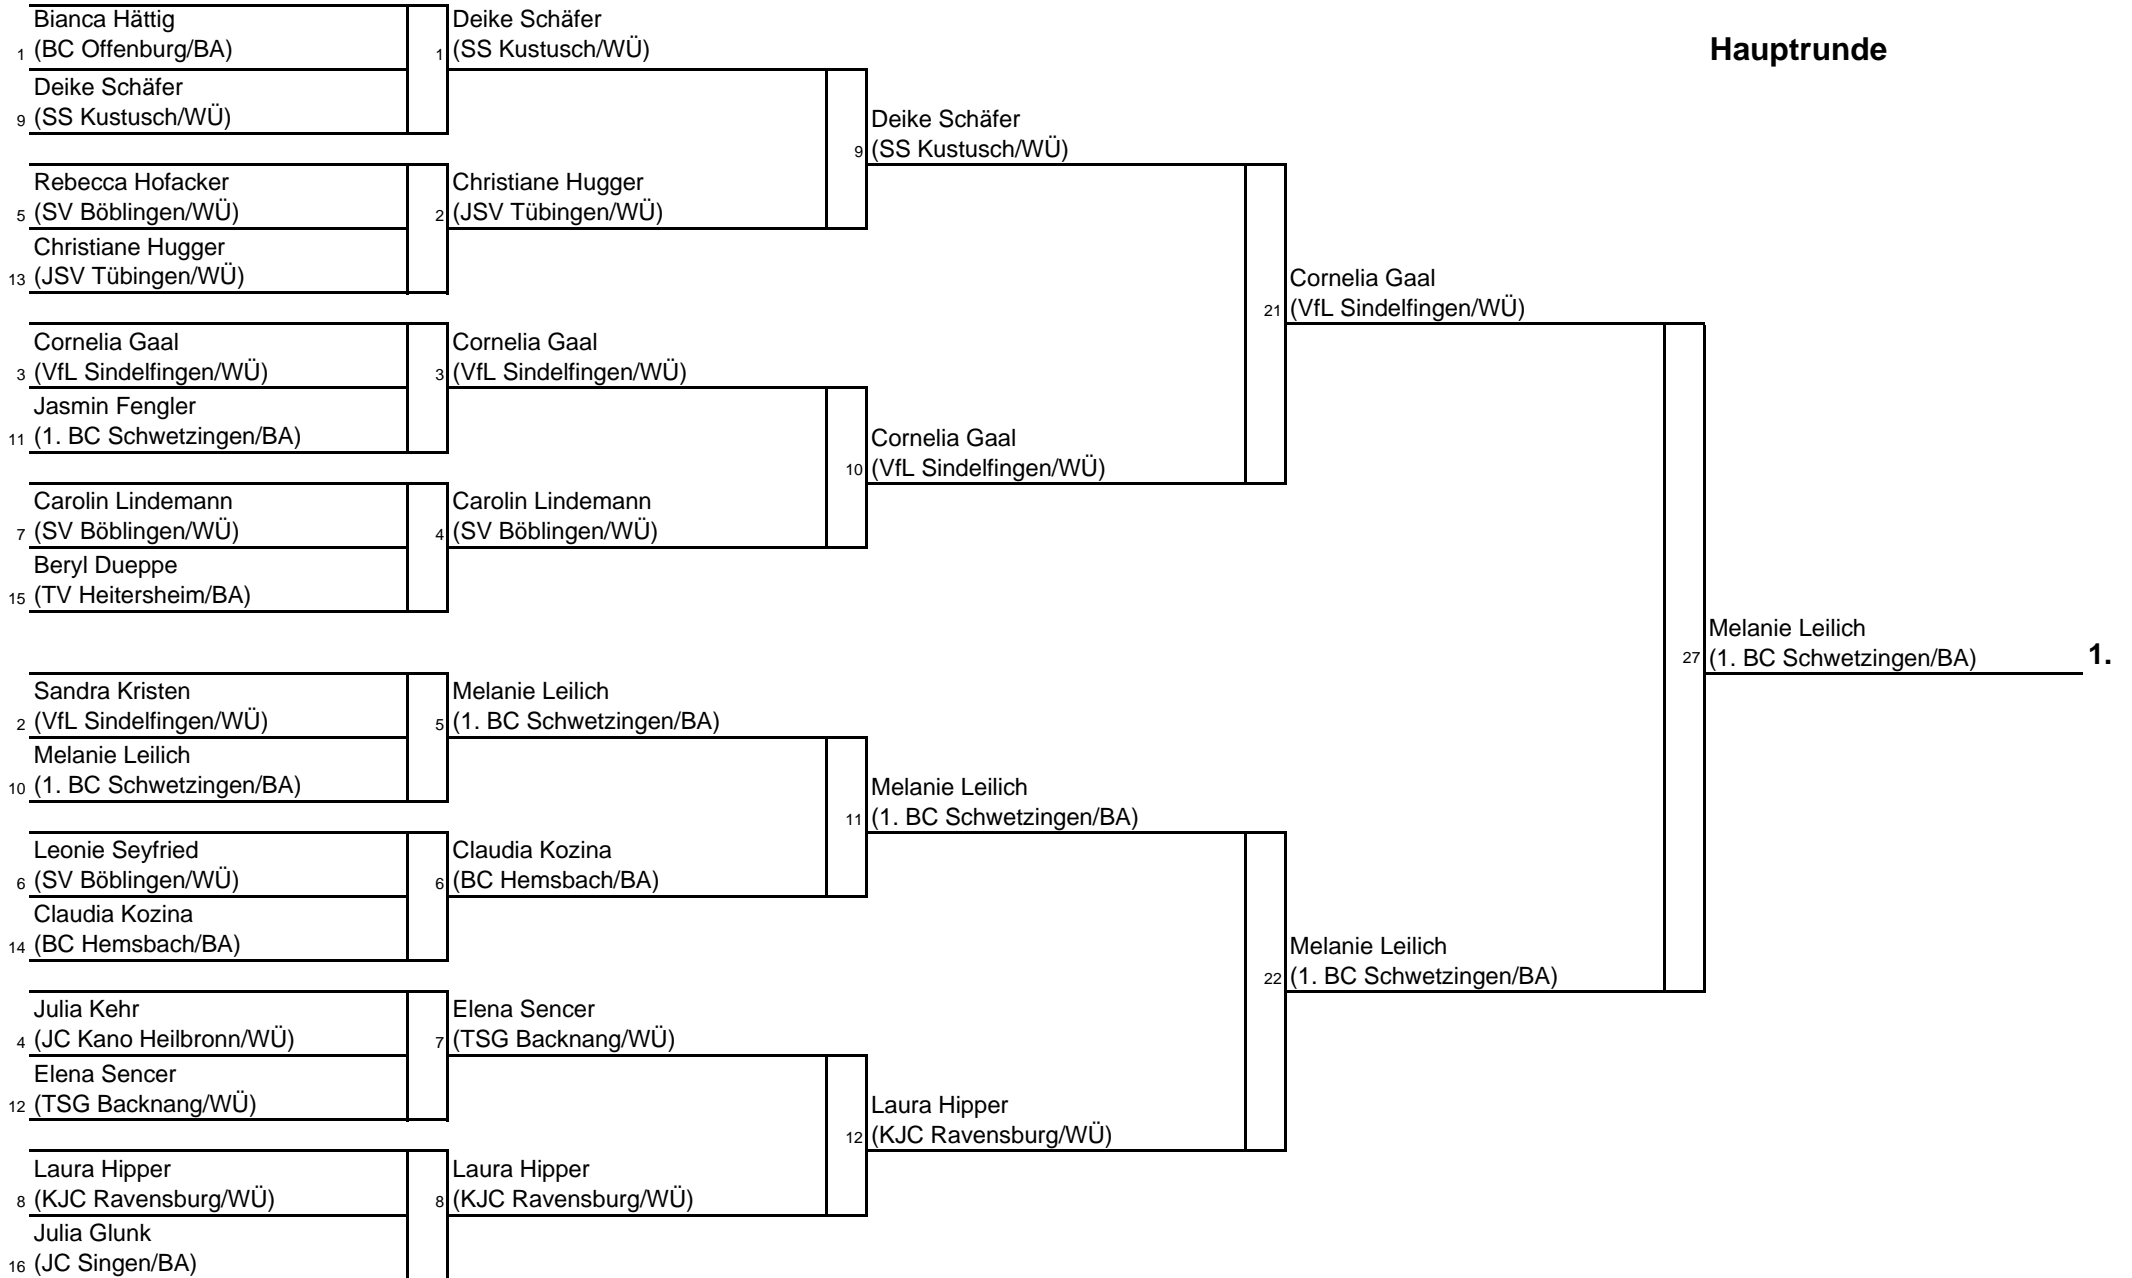 Hauptrunde
Bianca Hättig
1 (BC Offenburg/BA)
Deike Schäfer
9 (SS Kustusch/WÜ)
Rebecca Hofacker
5 (SV Böblingen/WÜ)
Christiane Hugger
13 (JSV Tübingen/WÜ)
Cornelia Gaal
3 (VfL Sindelfingen/WÜ)
Jasmin Fengler
11 (1. BC Schwetzingen/BA)
Carolin Lindemann
7 (SV Böblingen/WÜ)
Beryl Dueppe
15 (TV Heitersheim/BA)
Sandra Kristen
2 (VfL Sindelfingen/WÜ)
Melanie Leilich
10 (1. BC Schwetzingen/BA)
Leonie Seyfried
6 (SV Böblingen/WÜ)
Claudia Kozina
14 (BC Hemsbach/BA)
Julia Kehr
4 (JC Kano Heilbronn/WÜ)
Elena Sencer
12 (TSG Backnang/WÜ)
Laura Hipper
8 (KJC Ravensburg/WÜ)
Julia Glunk
16 (JC Singen/BA)
Deike Schäfer
1 (SS Kustusch/WÜ)
Christiane Hugger
2 (JSV Tübingen/WÜ)
Cornelia Gaal
3 (VfL Sindelfingen/WÜ)
Carolin Lindemann
4 (SV Böblingen/WÜ)
Melanie Leilich
5 (1. BC Schwetzingen/BA)
Claudia Kozina
6 (BC Hemsbach/BA)
Elena Sencer
7 (TSG Backnang/WÜ)
Laura Hipper
8 (KJC Ravensburg/WÜ)
Deike Schäfer
9 (SS Kustusch/WÜ)
Cornelia Gaal
10 (VfL Sindelfingen/WÜ)
Melanie Leilich
11 (1. BC Schwetzingen/BA)
Laura Hipper
12 (KJC Ravensburg/WÜ)
Cornelia Gaal
21 (VfL Sindelfingen/WÜ)
Melanie Leilich
22 (1. BC Schwetzingen/BA)
Melanie Leilich
27 (1. BC Schwetzingen/BA) 1.